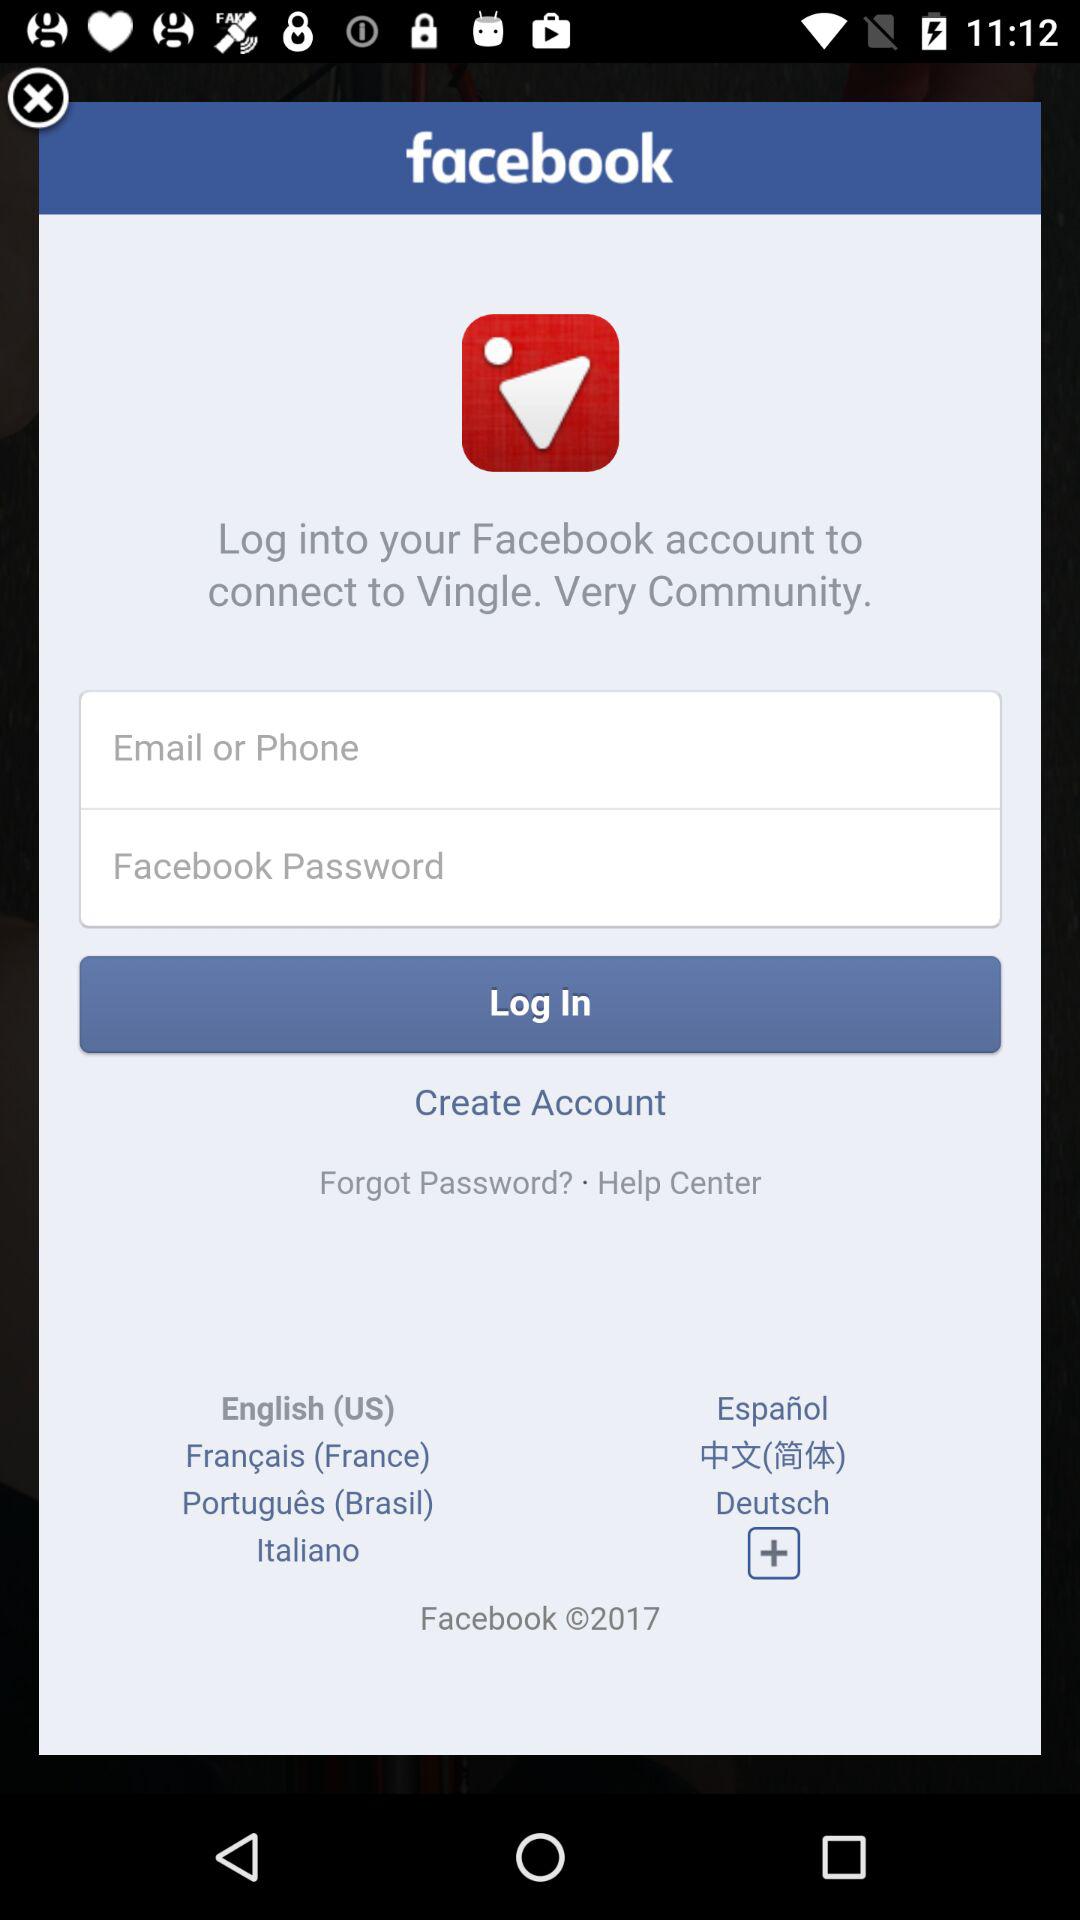 FAKE
11:12
facebook
Log into your Facebook account to
connect to Vingle. Very Community.
Email or Phone
Facebook Password
Log In
Create Account
Forgot Password? · Help Center
English (US)
Español
Français (France)
中文(简体)
Português (Brasil)
Deutsch
Italiano
Facebook ©2017